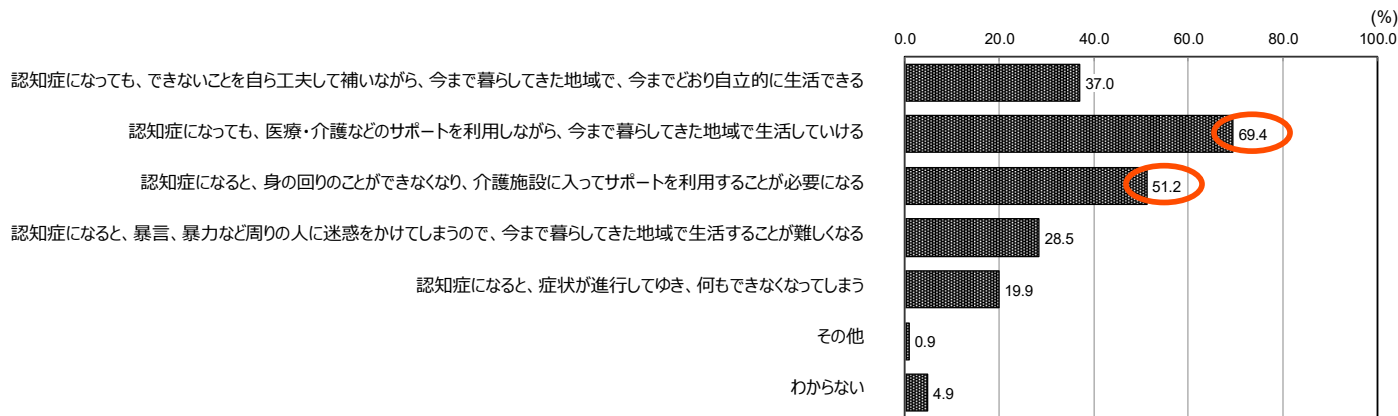 (%)
0.0 20.0 40.0 60.0 80.0 100.0
認知症になっても、できないことを自ら工夫して補いながら、今まで暮らしてきた地域で、今までどおり自立的に生活できる 37.0
認知症になっても、医療・介護などのサポートを利用しながら、今まで暮らしてきた地域で生活していける 69.4
認知症になると、身の回りのことができなくなり、介護施設に入ってサポートを利用することが必要になる 51.2
認知症になると、暴言、暴力など周りの人に迷惑をかけてしまうので、今まで暮らしてきた地域で生活することが難しくなる 28.5
認知症になると、症状が進行してゆき、何もできなくなってしまう 19.9
その他 0.9
わからない 4.9